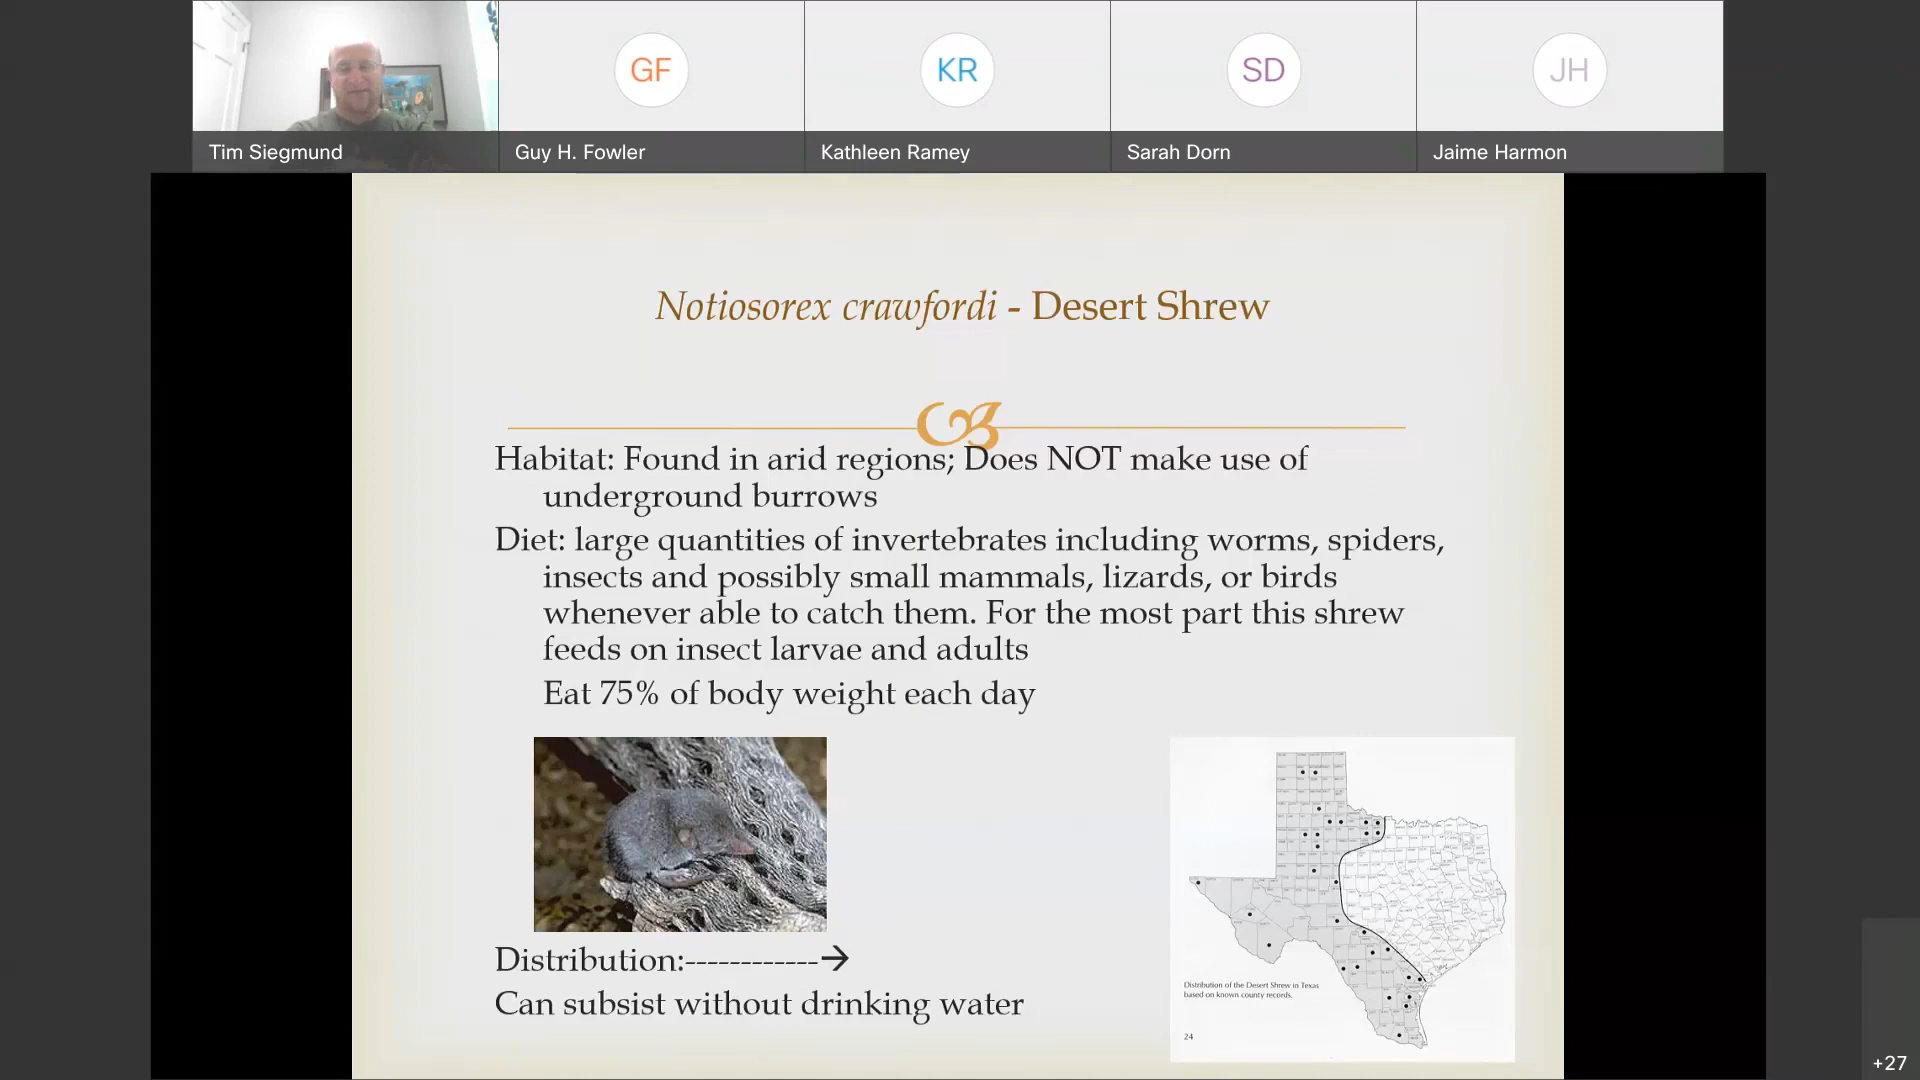 GF
KR
SD
JH
Tim Siegmund
Guy H. Fowler
Kathleen Ramey
Sarah Dorn
Jaime Harmon
Notiosorex crawfordi - Desert Shrew
Habitat: Found in arid regions; Does NOT make use of
underground burrows
Diet: large quantities of invertebrates including worms, spiders,
insects and possibly small mammals, lizards, or birds
whenever able to catch them. For the most part this shrew
feeds on insect larvae and adults
Eat 75% of body weight each day
Distribution:------------→
Can subsist without drinking water
Distribution of the Desert Shrew in Texas
based on known county records.
24
+27